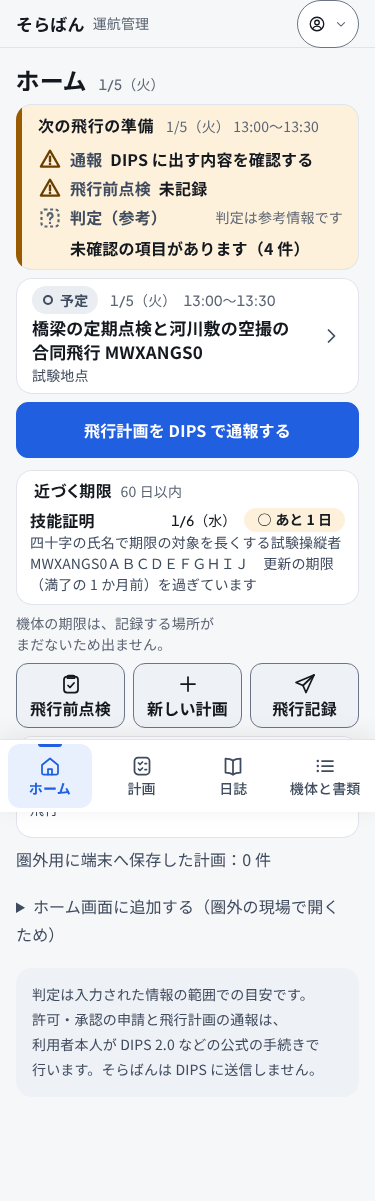 そらばん 運航管理
ホーム 1/5（火）
次の飛行の準備 1/5（火） 13:00〜13:30
通報 DIPS に出す内容を確認する
飛行前点検 未記録
判定（参考） 判定は参考情報です
未確認の項目があります（4 件）
予定 1/5（火） 13:00〜13:30
橋梁の定期点検と河川敷の空撮の
合同飛行 MWXANGS0
試験地点
飛行計画を DIPS で通報する
近づく期限 60 日以内
技能証明 1/6（水） あと 1 日
四十字の氏名で期限の対象を長くする試験操縦者
MWXANGS0ＡＢＣＤＥＦＧＨＩＪ　更新の期限
（満了の 1 か月前）を過ぎています
機体の期限は、記録する場所が
まだないため出ません。
飛行前点検 新しい計画 飛行記録
ホーム 計画 日誌 機体と書類
圏外用に端末へ保存した計画：0 件
▶ ホーム画面に追加する（圏外の現場で開く
ため）
判定は入力された情報の範囲での目安です。
許可・承認の申請と飛行計画の通報は、
利用者本人が DIPS 2.0 などの公式の手続きで
行います。そらばんは DIPS に送信しません。